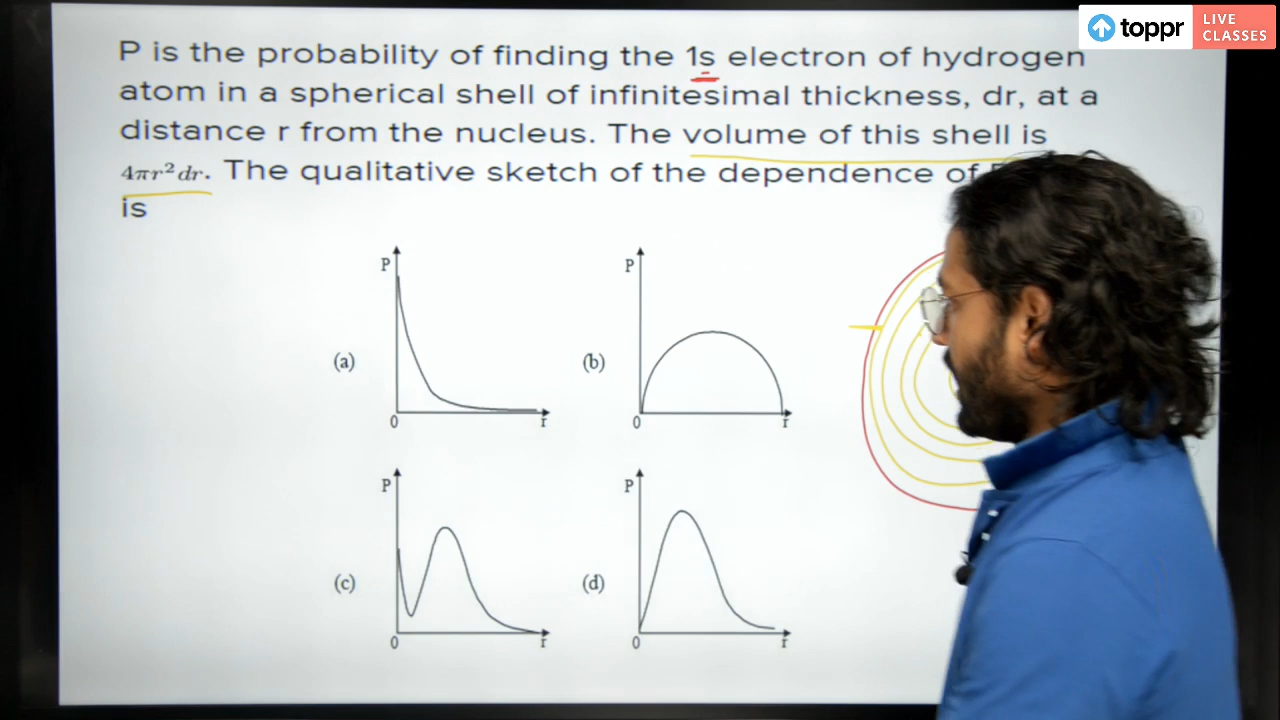 toppr
LIVE
CLASSES
P is the probability of finding the 1s electron of hydrogen
atom in a spherical shell of infinitesimal thickness, dr, at a
distance r from the nucleus. The volume of this shell is
4πr² dr. The qualitative sketch of the dependence of
is
P
P
(a)
(b)
0
r
0
r
P
P
(c)
(d)
0
r
0
r